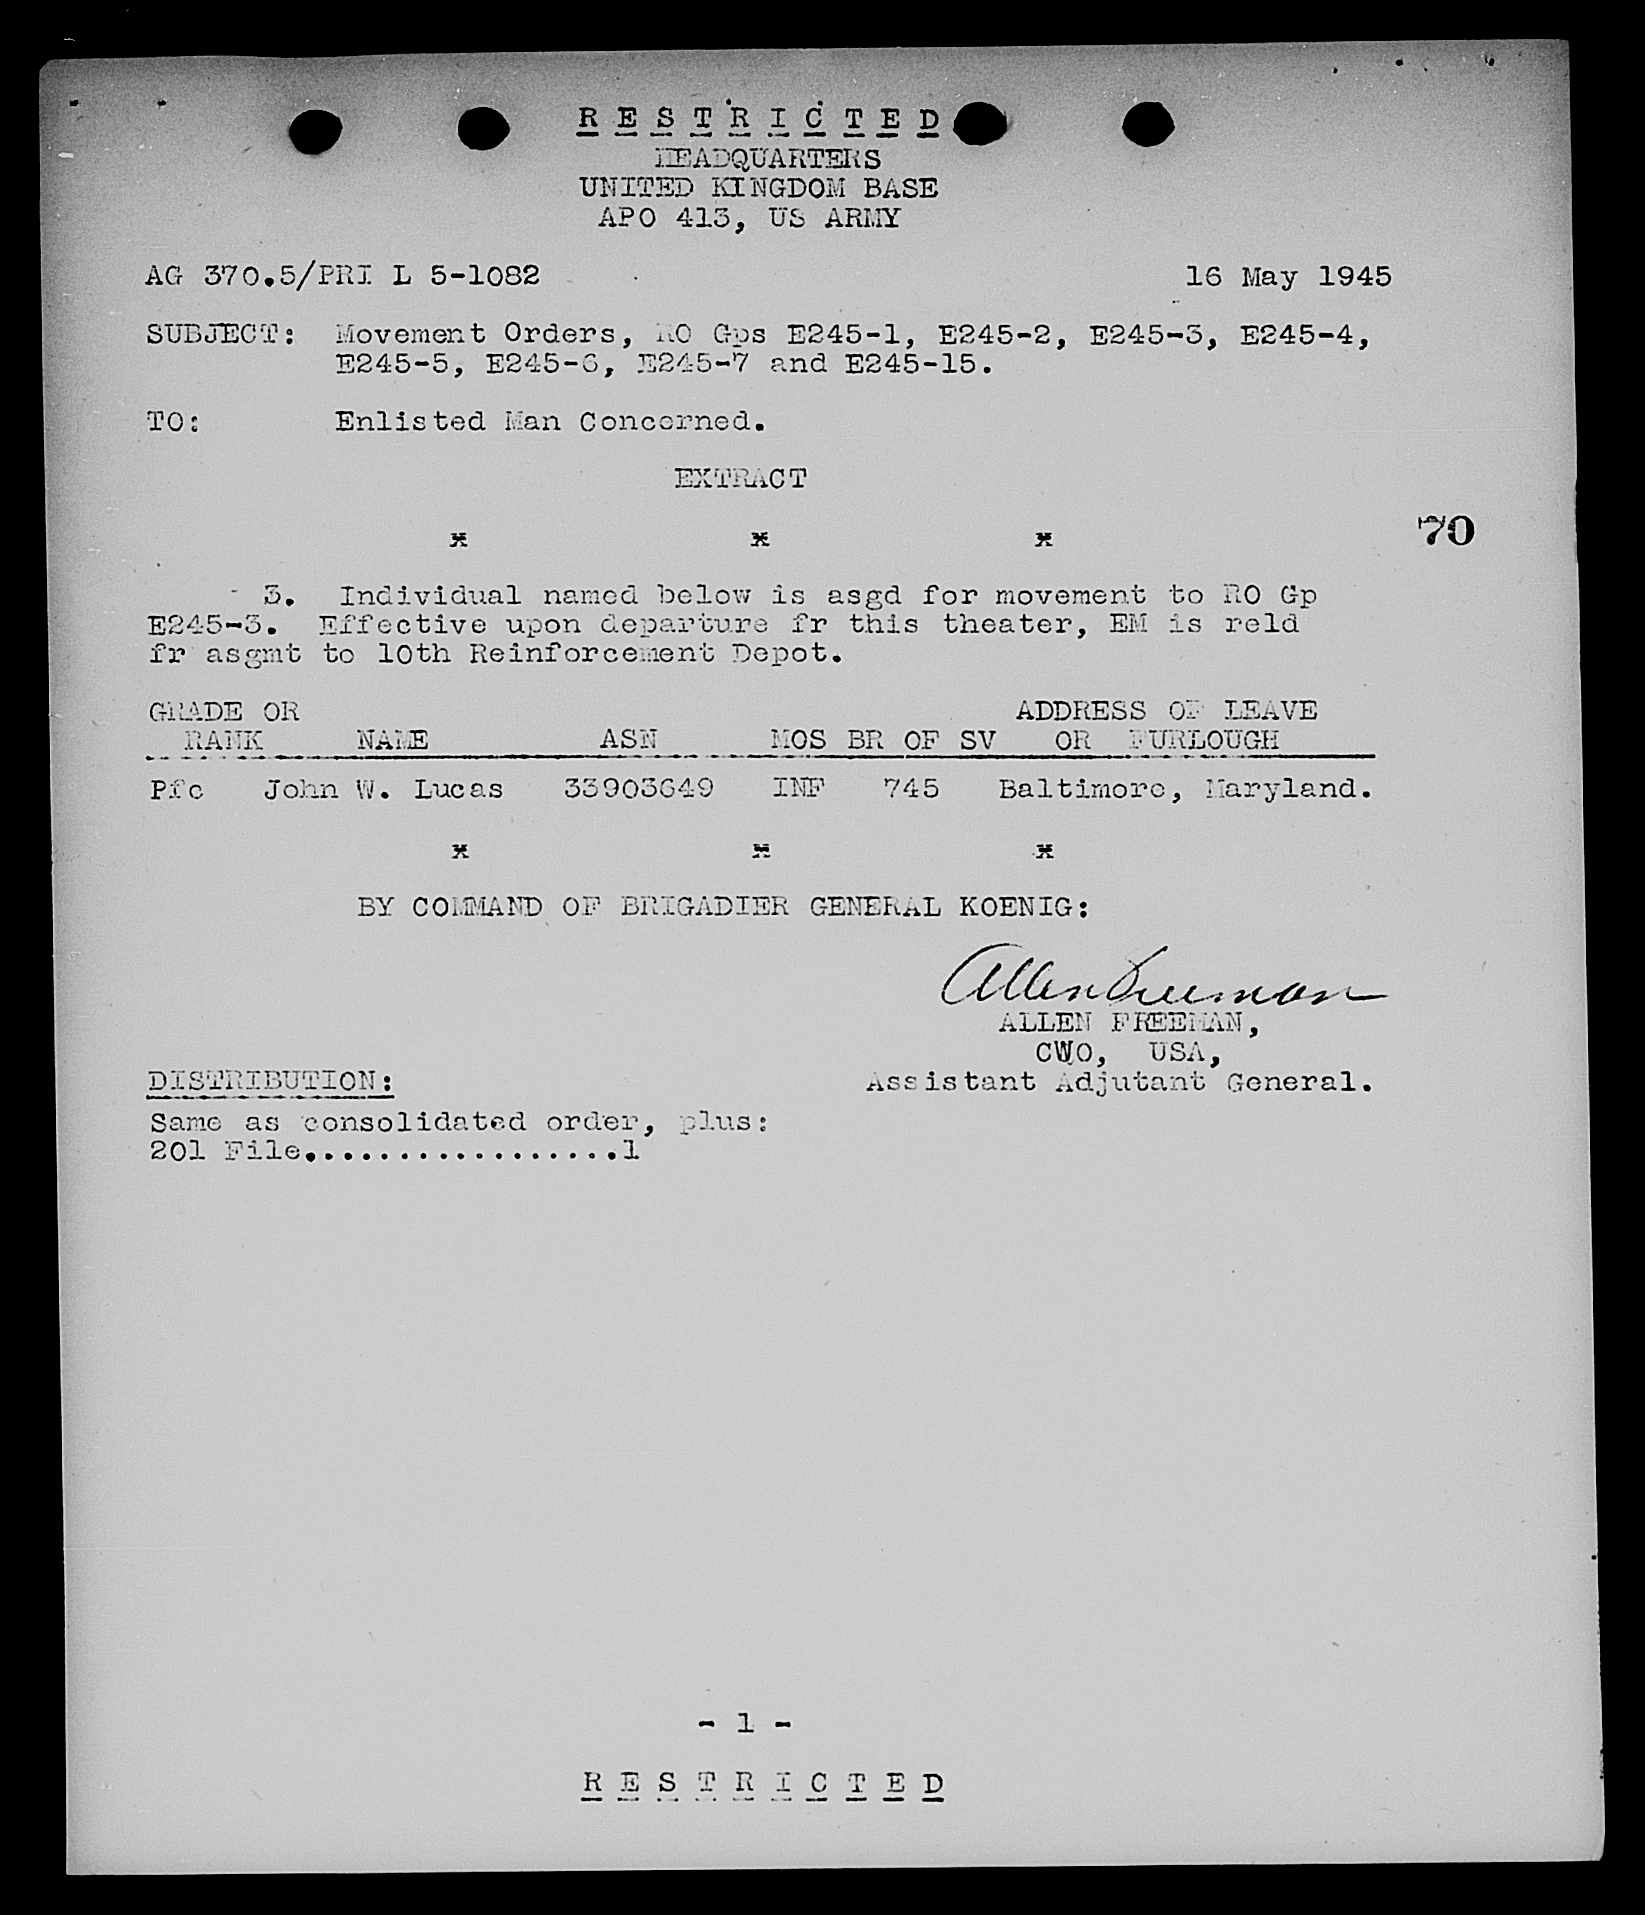 RESTRICTED
HEADQUARTERS
UNITED KINGDOM BASE
APO 413, US ARMY
AG 370.5/PRI L 5-1082 16 May 1945
SUBJECT: Movement Orders, RO Gps E245-1, E245-2, E245-3, E245-4,
E245-5, E245-6, E245-7 and E245-15.
TO: Enlisted Man Concerned.
EXTRACT
* * *
70
3. Individual named below is asgd for movement to RO Gp
E245-3. Effective upon departure fr this theater, EM is reld
fr asgmt to 10th Reinforcement Depot.
GRADE OR ADDRESS OF LEAVE
RANK NAME ASN MOS BR OF SV OR FURLOUGH
Pfc John W. Lucas 33903649 INF 745 Baltimore, Maryland.
* * *
BY COMMAND OF BRIGADIER GENERAL KOENIG:
Allen Freeman
ALLEN FREEMAN,
CWO, USA,
DISTRIBUTION: Assistant Adjutant General.
Same as consolidated order, plus:
201 File.................1
- 1 -
RESTRICTED